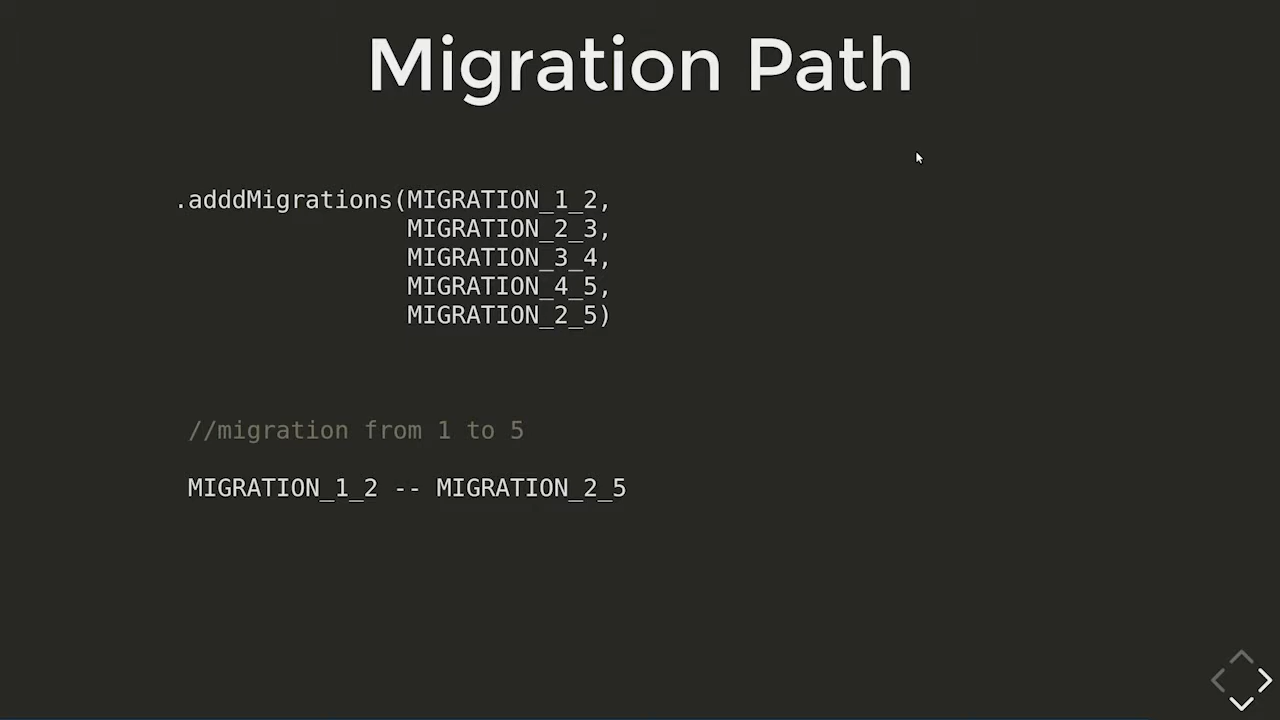 Migration Path
.adddMigrations(MIGRATION_1_2,
MIGRATION_2_3,
MIGRATION_3_4,
MIGRATION_4_5,
MIGRATION_2_5)
//migration from 1 to 5
MIGRATION_1_2 -- MIGRATION_2_5